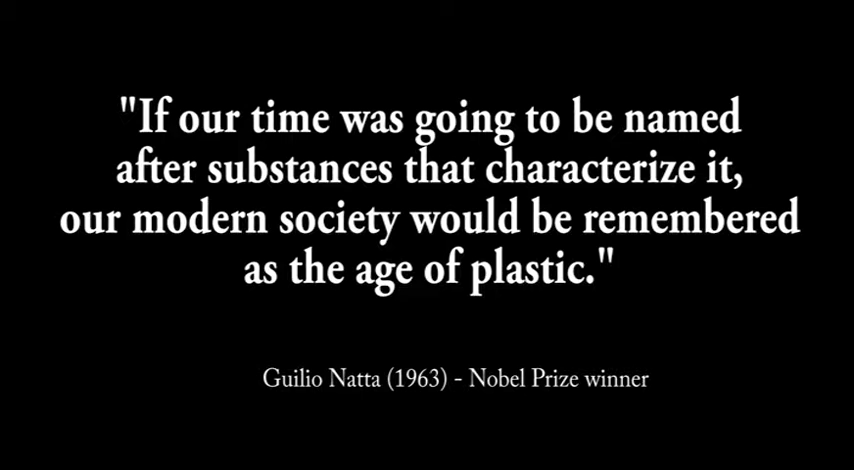 "If our time was going to be named
after substances that characterize it,
our modern society would be remembered
as the age of plastic."
Guilio Natta (1963) - Nobel Prize winner